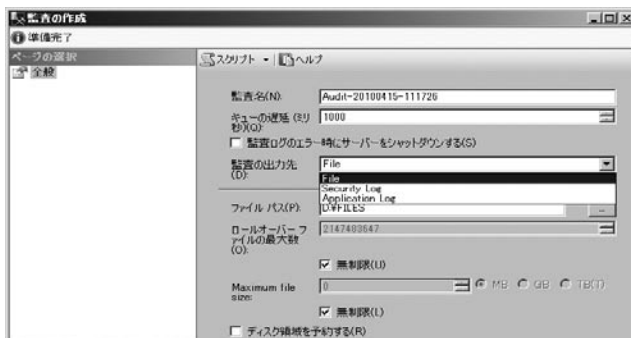 監査の作成
準備完了
ページの選択
全般
スクリプト
ヘルプ
監査名(N):
Audit-20100415-111726
キューの遅延 (ミリ
秒)(Q):
1000
監査ログのエラー時にサーバーをシャットダウンする(S)
監査の出力先
(D):
File
File
Security Log
Application Log
ファイル パス(P):
D:¥FILES
...
ロールオーバー フ
ァイルの最大数
(O):
2147483647
無制限(U)
Maximum file
size:
0
MB
GB
TB(T)
無制限(L)
ディスク領域を予約する(R)